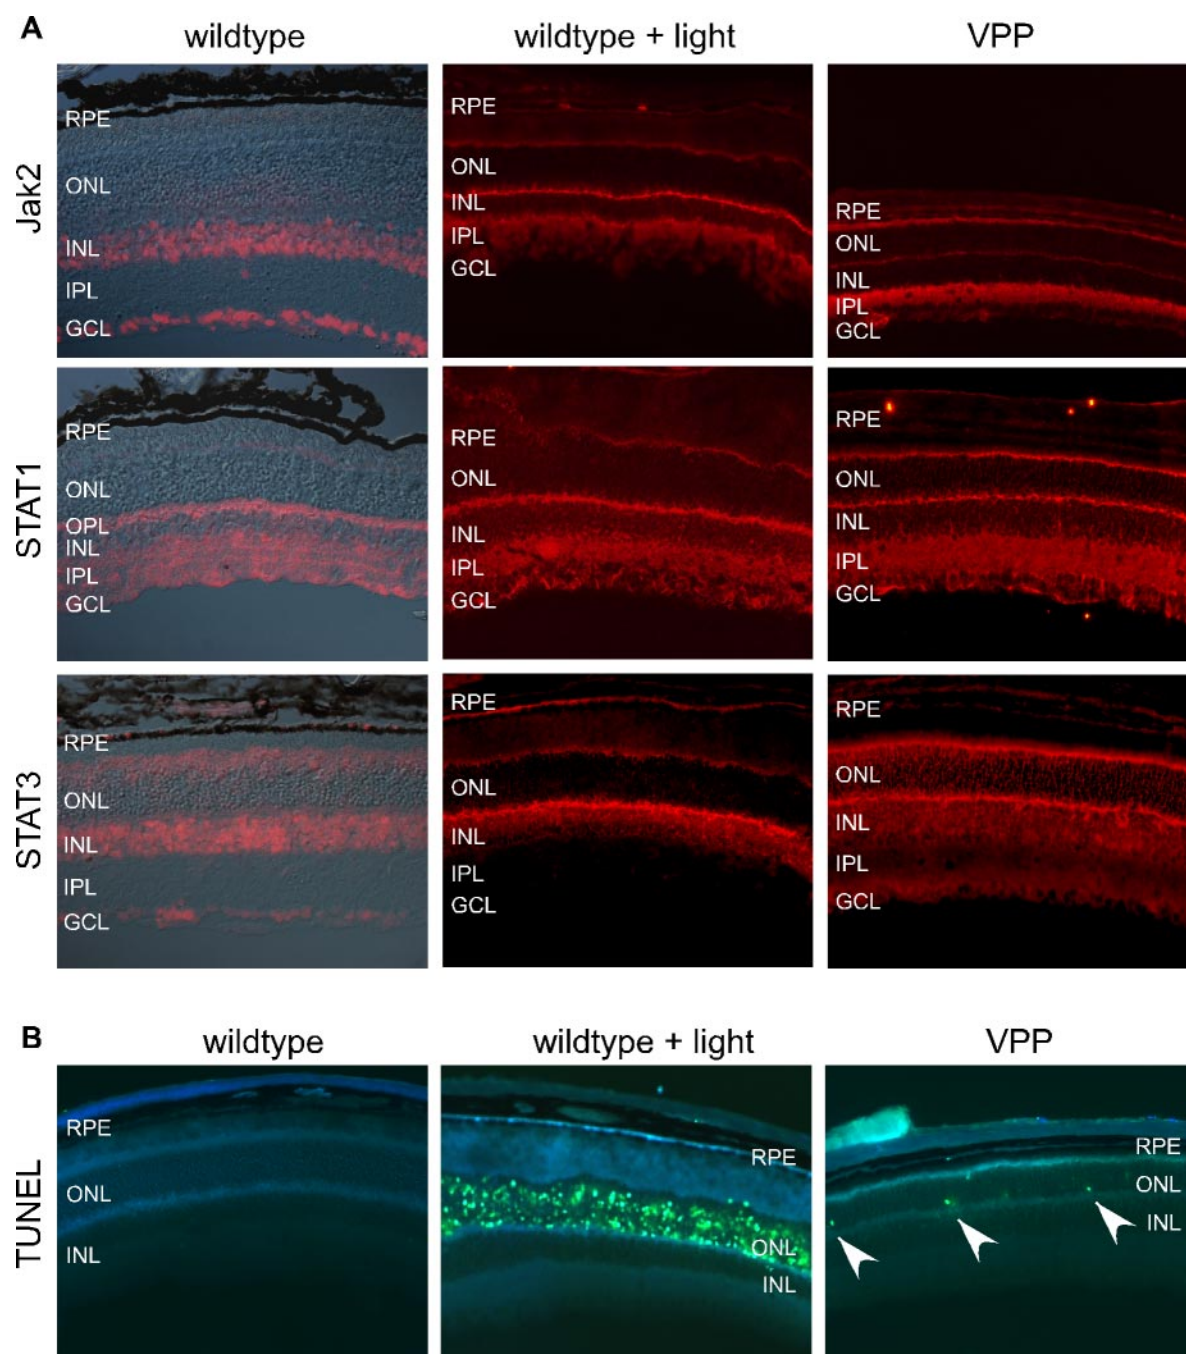 A
wildtype
wildtype + light
VPP
Jak2
RPE
ONL
INL
IPL
GCL
RPE
ONL
INL
IPL
GCL
RPE
ONL
INL
IPL
GCL
STAT1
RPE
ONL
OPL
INL
IPL
GCL
RPE
ONL
INL
IPL
GCL
RPE
ONL
INL
IPL
GCL
STAT3
RPE
ONL
INL
IPL
GCL
RPE
ONL
INL
IPL
GCL
RPE
ONL
INL
IPL
GCL
B
wildtype
wildtype + light
VPP
TUNEL
RPE
ONL
INL
RPE
ONL
INL
RPE
ONL
INL